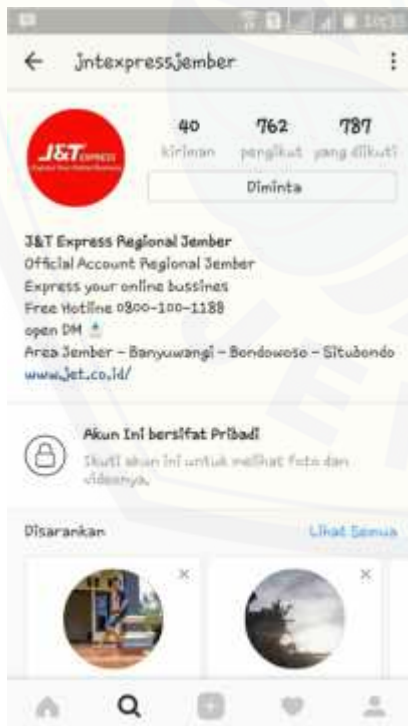 jntexpressjember
40 762 787
kiriman pengikut yang diikuti
J&T EXPRESS
Diminta
J&T Express Regional Jember
Official Account Regional Jember
Express your online bussines
Free Hotline 0800-100-1188
open DM
Area Jember - Banyuwangi - Bondowoso - Situbondo
www.jet.co.id/
Akun Ini bersifat Pribadi
Ikuti akun ini untuk melihat foto dan
videonya.
Disarankan Lihat Semua